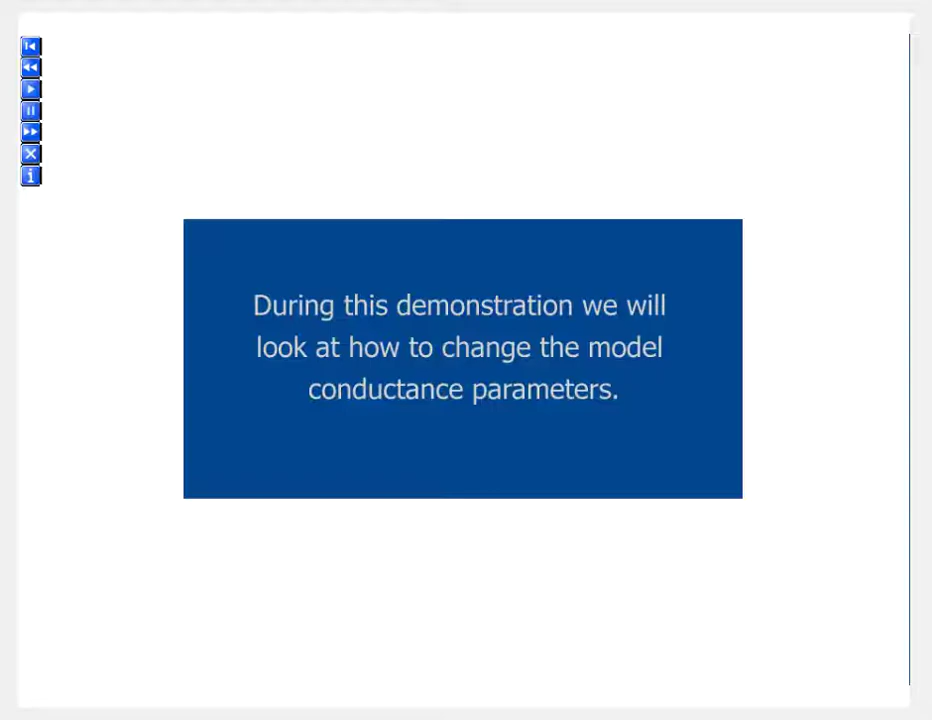 During this demonstration we will
look at how to change the model
conductance parameters.